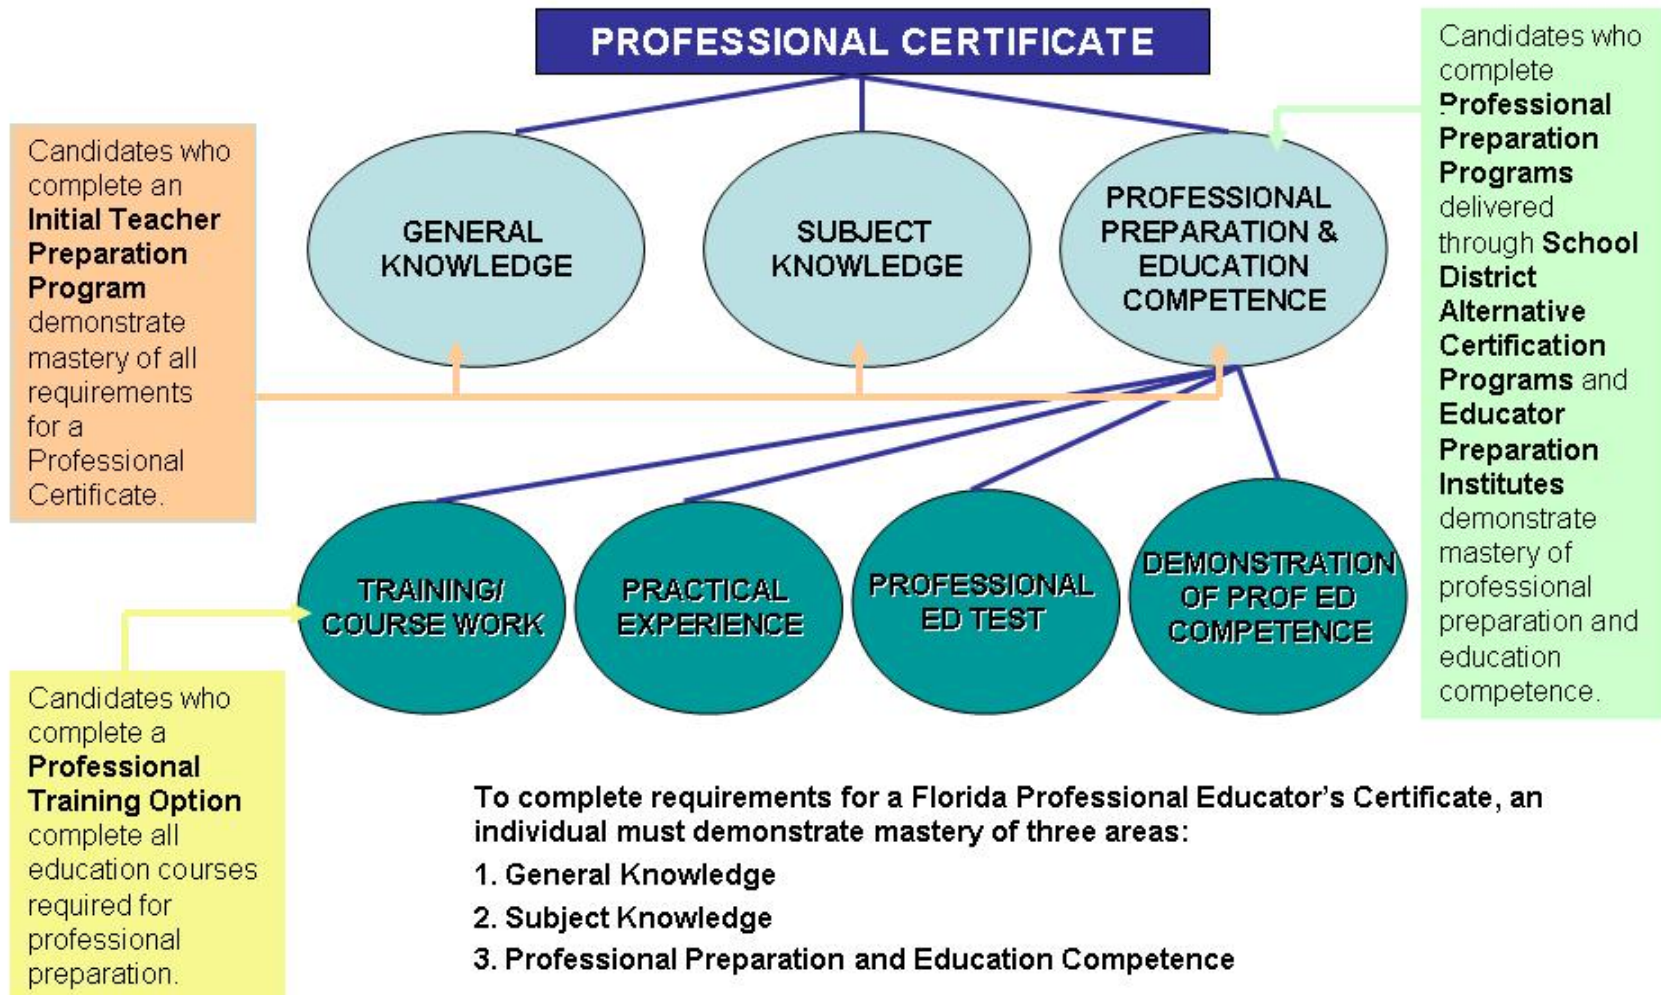 PROFESSIONAL CERTIFICATE
Candidates who
complete an
Initial Teacher
Preparation
Program
demonstrate
mastery of all
requirements
for a
Professional
Certificate.
GENERAL
KNOWLEDGE
SUBJECT
KNOWLEDGE
PROFESSIONAL
PREPARATION &
EDUCATION
COMPETENCE
Candidates who
complete
Professional
Preparation
Programs
delivered
through School
District
Alternative
Certification
Programs and
Educator
Preparation
Institutes
demonstrate
mastery of
professional
preparation and
education
competence.
TRAINING/
COURSE WORK
PRACTICAL
EXPERIENCE
PROFESSIONAL
ED TEST
DEMONSTRATION
OF PROF ED
COMPETENCE
Candidates who
complete a
Professional
Training Option
complete all
education courses
required for
professional
preparation.
To complete requirements for a Florida Professional Educator's Certificate, an
individual must demonstrate mastery of three areas:
1. General Knowledge
2. Subject Knowledge
3. Professional Preparation and Education Competence